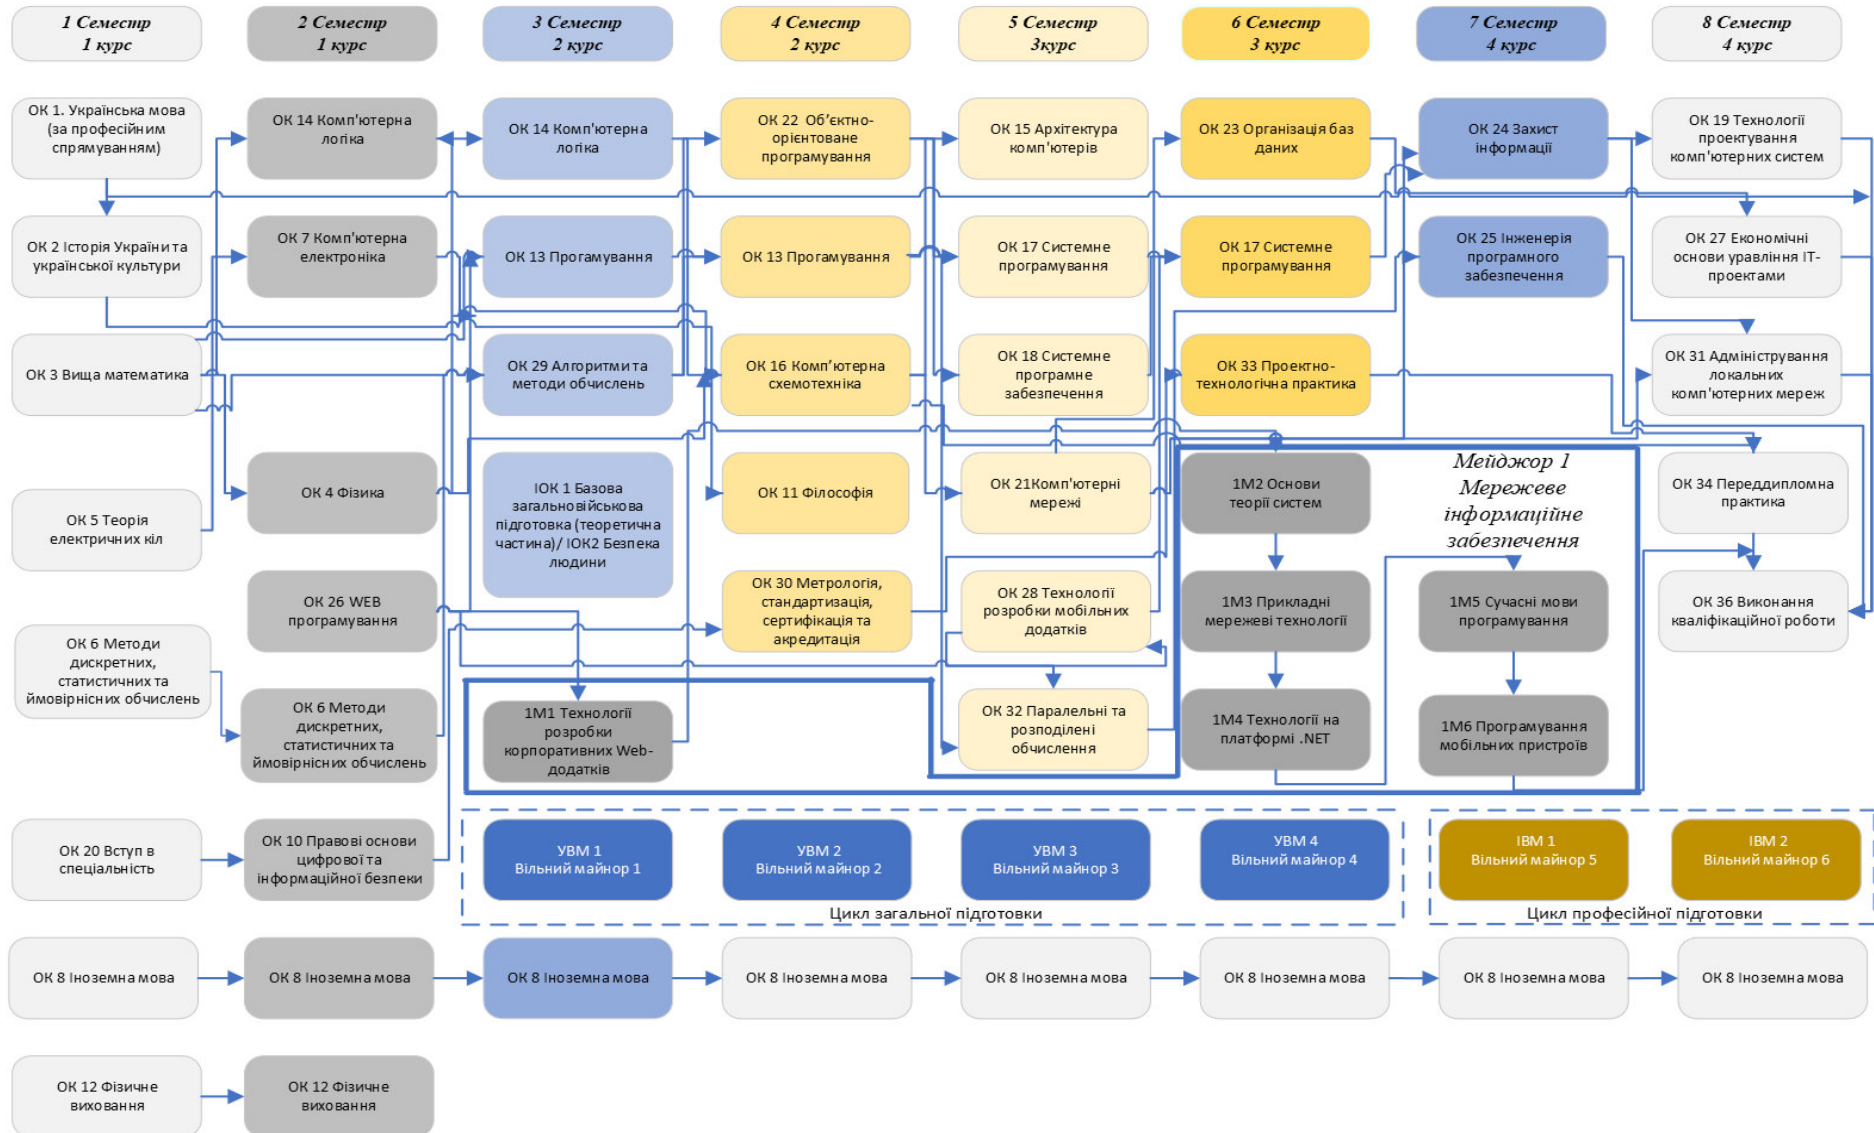 1 Семестр
1 курс
2 Семестр
1 курс
3 Семестр
2 курс
4 Семестр
2 курс
5 Семестр
3курс
6 Семестр
3 курс
7 Семестр
4 курс
8 Семестр
4 курс
ОК 1. Українська мова
(за професійним
спрямуванням)
ОК 14 Комп'ютерна
логіка
ОК 14 Комп'ютерна
логіка
ОК 22 Об’єктно-
орієнтоване
програмування
ОК 15 Архітектура
комп'ютерів
ОК 23 Організація баз
даних
ОК 24 Захист
інформації
ОК 19 Технології
проектування
комп'ютерних систем
ОК 2 Історія України та
української культури
ОК 7 Комп'ютерна
електроніка
ОК 13 Прогамування
ОК 13 Прогамування
ОК 17 Системне
програмування
ОК 17 Системне
програмування
ОК 25 Інженерія
програмного
забезпечення
ОК 27 Економічні
основи уравління ІТ-
проектами
ОК 3 Вища математика
ОК 29 Алгоритми та
методи обчислень
ОК 16 Комп’ютерна
схемотехніка
ОК 18 Системне
програмне
забезпечення
ОК 33 Проектно-
технологічна практика
ОК 31 Адміністрування
локальних
комп'ютерних мереж
ОК 5 Теорія
електричних кіл
ОК 4 Фізика
ІОК 1 Базова
загальновійськова
підготовка (теоретична
частина)/ ІОК2 Безпека
людини
ОК 11 Філософія
ОК 21Комп'ютерні
мережі
1М2 Основи
теорії систем
Мейджор 1
Мережеве
інформаційне
забезпечення
ОК 34 Переддипломна
практика
ОК 26 WEB
програмування
ОК 30 Метрологія,
стандартизація,
сертифікація та
акредитація
ОК 28 Технології
розробки мобільних
додатків
1М3 Прикладні
мережеві технології
1М5 Сучасні мови
програмування
ОК 36 Виконання
кваліфікаційної роботи
ОК 6 Методи
дискретних,
статистичних та
ймовірнісних обчислень
ОК 6 Методи
дискретних,
статистичних та
ймовірнісних обчислень
1М1 Технології
розробки
корпоративних Web-
додатків
ОК 32 Паралельні та
розподілені
обчислення
1М4 Технології на
платформі .NET
1М6 Програмування
мобільних пристроїв
ОК 20 Вступ в
спеціальність
ОК 10 Правові основи
цифрової та
інформаційної безпеки
УВМ 1
Вільний майнор 1
УВМ 2
Вільний майнор 2
УВМ 3
Вільний майнор 3
УВМ 4
Вільний майнор 4
ІВМ 1
Вільний майнор 5
ІВМ 2
Вільний майнор 6
Цикл загальної підготовки
Цикл професійної підготовки
ОК 8 Іноземна мова
ОК 8 Іноземна мова
ОК 8 Іноземна мова
ОК 8 Іноземна мова
ОК 8 Іноземна мова
ОК 8 Іноземна мова
ОК 8 Іноземна мова
ОК 8 Іноземна мова
ОК 12 Фізичне
виховання
ОК 12 Фізичне
виховання